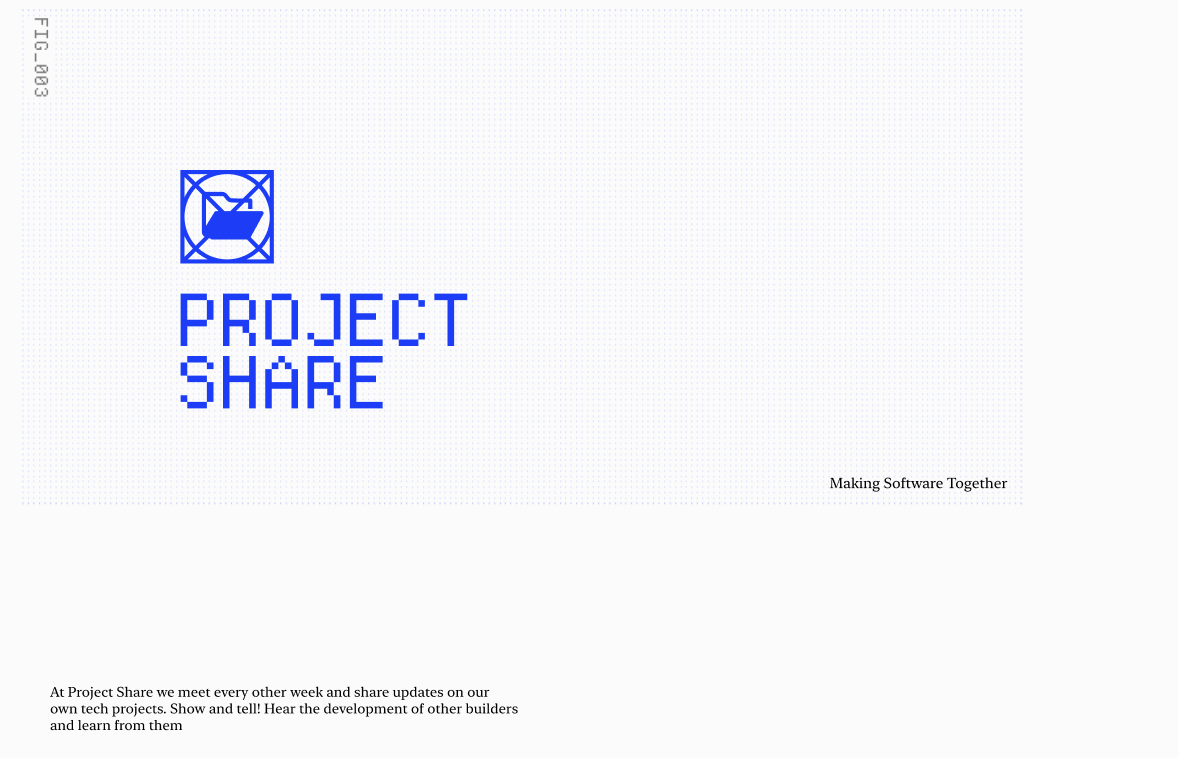 FIG_003
PROJECT
SHARE
Making Software Together
At Project Share we meet every other week and share updates on our
own tech projects. Show and tell! Hear the development of other builders
and learn from them